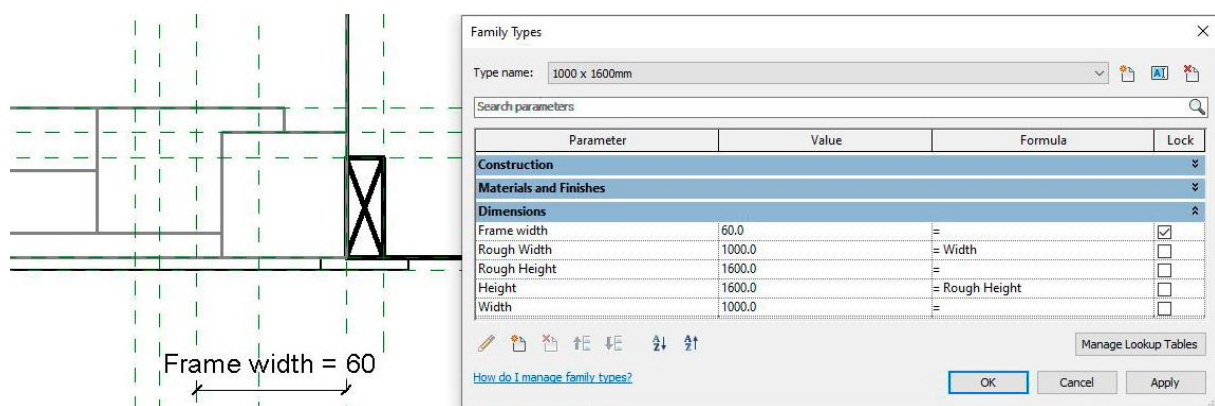 Frame width = 60
Family Types
Type name: 1000 x 1600mm
Search parameters
Parameter Value Formula Lock
Construction
Materials and Finishes
Dimensions
Frame width 60.0 =
Rough Width 1000.0 = Width
Rough Height 1600.0 =
Height 1600.0 = Rough Height
Width 1000.0 =
Manage Lookup Tables
How do I manage family types?
OK Cancel Apply